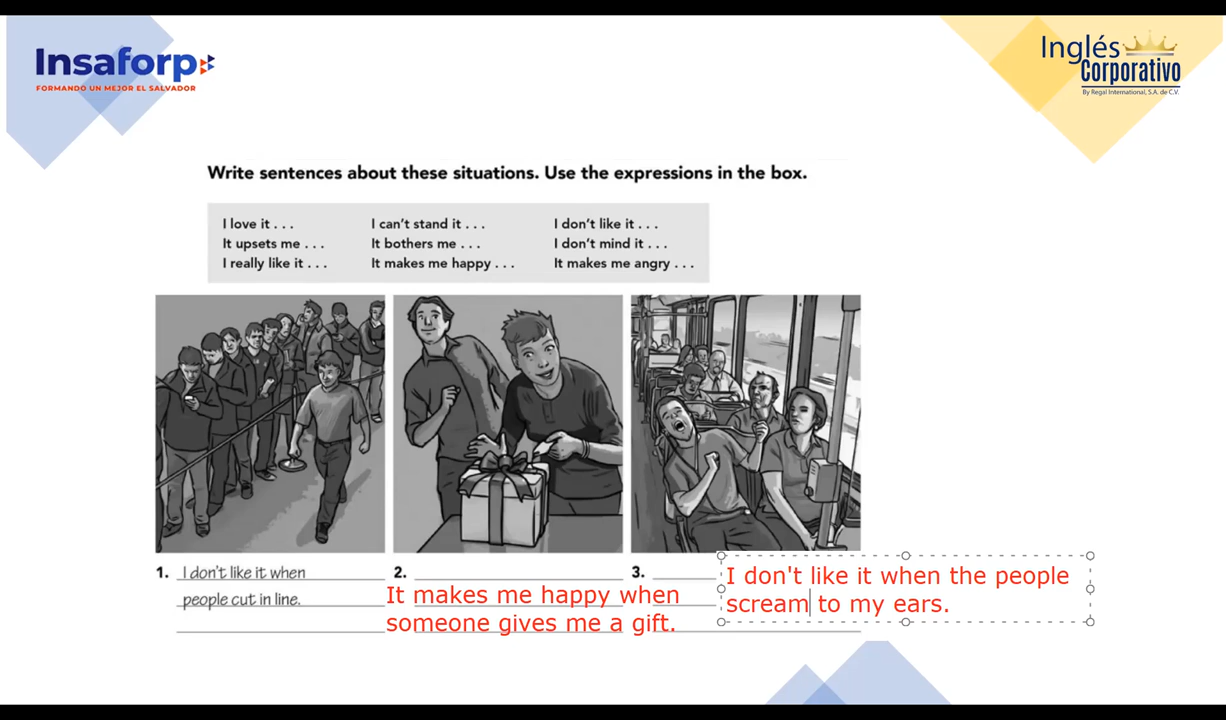 Insaforp
FORMANDO UN MEJOR EL SALVADOR
Inglés
Corporativo
By Regal International, S.A. de C.V.
Write sentences about these situations. Use the expressions in the box.
I love it . . . I can't stand it . . . I don't like it . . .
It upsets me . . . It bothers me . . . I don't mind it . . .
I really like it . . . It makes me happy . . . It makes me angry . . .
1. I don't like it when
people cut in line.
2.
It makes me happy when
someone gives me a gift.
3.
I don't like it when the people
scream to my ears.